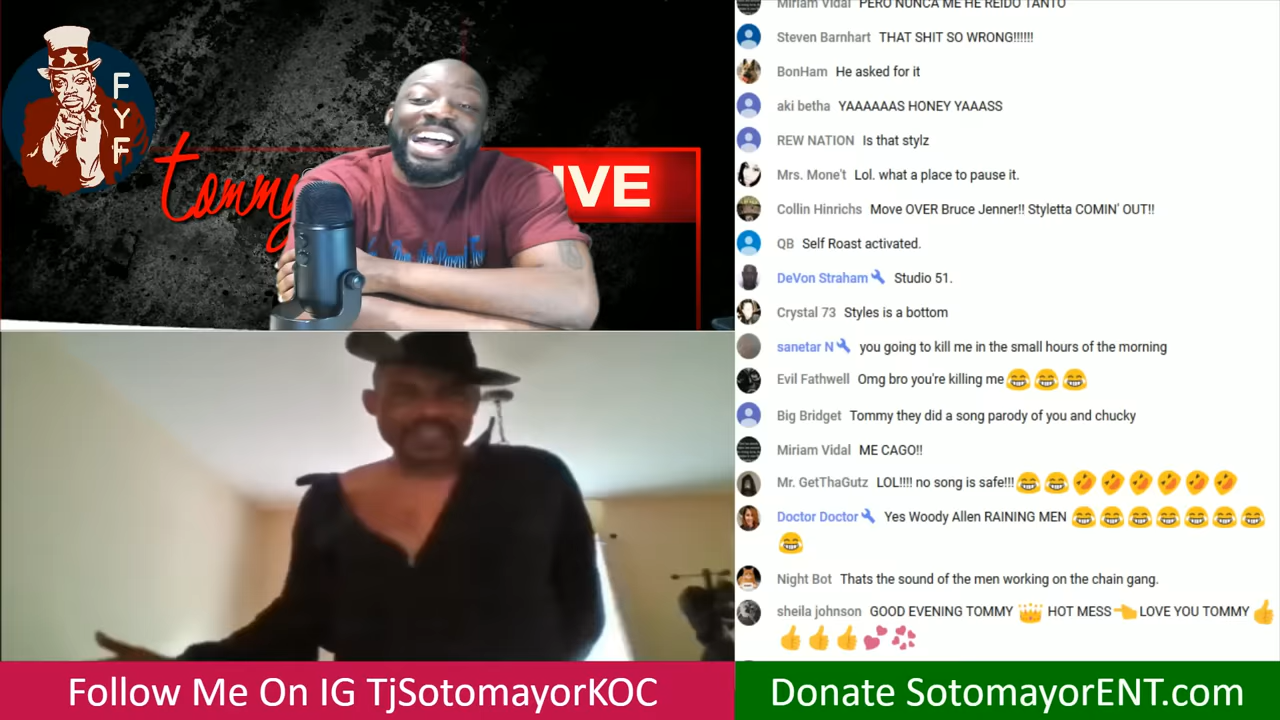 FYF
tommy
IVE
Follow Me On IG TjSotomayorKOC
Miriam Vidal PERO NUNCA ME HE REIDO TANTO
Steven Barnhart THAT SHIT SO WRONG!!!!!!
BonHam He asked for it
aki betha YAAAAAAS HONEY YAAASS
REW NATION Is that stylz
Mrs. Mone't Lol. what a place to pause it.
Collin Hinrichs Move OVER Bruce Jenner!! Styletta COMIN' OUT!!
QB Self Roast activated.
DeVon Straham Studio 51.
Crystal 73 Styles is a bottom
sanetar N you going to kill me in the small hours of the morning
Evil Fathwell Omg bro you're killing me 😂 😂 😂
Big Bridget Tommy they did a song parody of you and chucky
Miriam Vidal ME CAGO!!
Mr. GetThaGutz LOL!!!! no song is safe!!! 😂 😂 🤣 🤣 🤣 🤣 🤣 🤣
Doctor Doctor Yes Woody Allen RAINING MEN 😂 😂 😂 😂 😂 😂 😂
😂
Night Bot Thats the sound of the men working on the chain gang.
sheila johnson GOOD EVENING TOMMY 👑 HOT MESS 👈 LOVE YOU TOMMY 👍
👍 👍 👍 💕 💞
Donate SotomayorENT.com